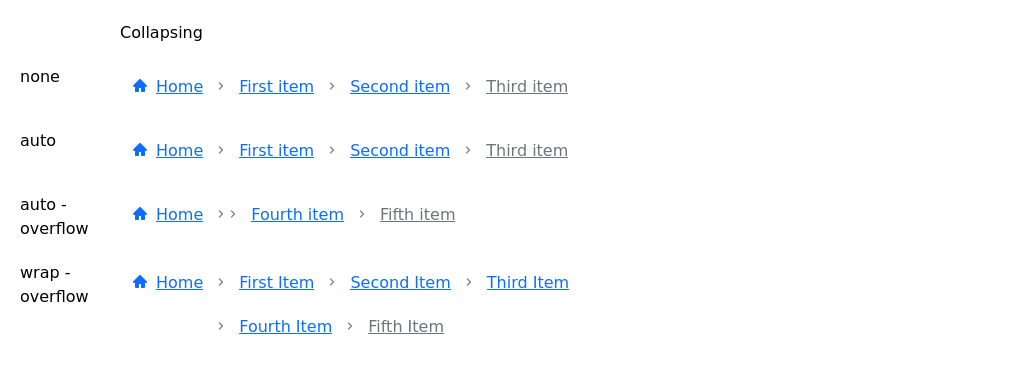 Collapsing
none
Home › First item › Second item › Third item
auto
Home › First item › Second item › Third item
auto -
overflow
Home › › Fourth item › Fifth item
wrap -
overflow
Home › First Item › Second Item › Third Item
› Fourth Item › Fifth Item